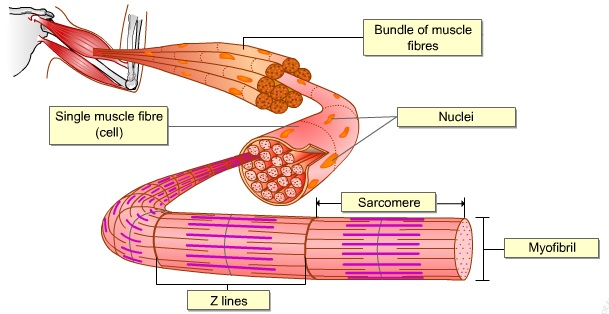 Bundle of muscle
fibres
Single muscle fibre
(cell)
Nuclei
Sarcomere
Myofibril
Z lines